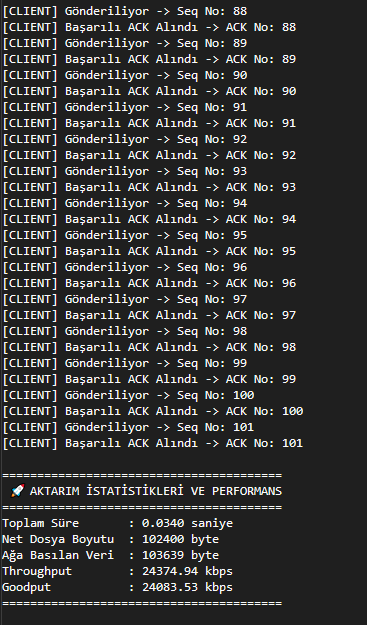 [CLIENT] Gönderiliyor -> Seq No: 88
[CLIENT] Başarılı ACK Alındı -> ACK No: 88
[CLIENT] Gönderiliyor -> Seq No: 89
[CLIENT] Başarılı ACK Alındı -> ACK No: 89
[CLIENT] Gönderiliyor -> Seq No: 90
[CLIENT] Başarılı ACK Alındı -> ACK No: 90
[CLIENT] Gönderiliyor -> Seq No: 91
[CLIENT] Başarılı ACK Alındı -> ACK No: 91
[CLIENT] Gönderiliyor -> Seq No: 92
[CLIENT] Başarılı ACK Alındı -> ACK No: 92
[CLIENT] Gönderiliyor -> Seq No: 93
[CLIENT] Başarılı ACK Alındı -> ACK No: 93
[CLIENT] Gönderiliyor -> Seq No: 94
[CLIENT] Başarılı ACK Alındı -> ACK No: 94
[CLIENT] Gönderiliyor -> Seq No: 95
[CLIENT] Başarılı ACK Alındı -> ACK No: 95
[CLIENT] Gönderiliyor -> Seq No: 96
[CLIENT] Başarılı ACK Alındı -> ACK No: 96
[CLIENT] Gönderiliyor -> Seq No: 97
[CLIENT] Başarılı ACK Alındı -> ACK No: 97
[CLIENT] Gönderiliyor -> Seq No: 98
[CLIENT] Başarılı ACK Alındı -> ACK No: 98
[CLIENT] Gönderiliyor -> Seq No: 99
[CLIENT] Başarılı ACK Alındı -> ACK No: 99
[CLIENT] Gönderiliyor -> Seq No: 100
[CLIENT] Başarılı ACK Alındı -> ACK No: 100
[CLIENT] Gönderiliyor -> Seq No: 101
[CLIENT] Başarılı ACK Alındı -> ACK No: 101
========================================
🚀 AKTARIM İSTATİSTİKLERİ VE PERFORMANS
========================================
Toplam Süre : 0.0340 saniye
Net Dosya Boyutu : 102400 byte
Ağa Basılan Veri : 103639 byte
Throughput : 24374.94 kbps
Goodput : 24083.53 kbps
========================================